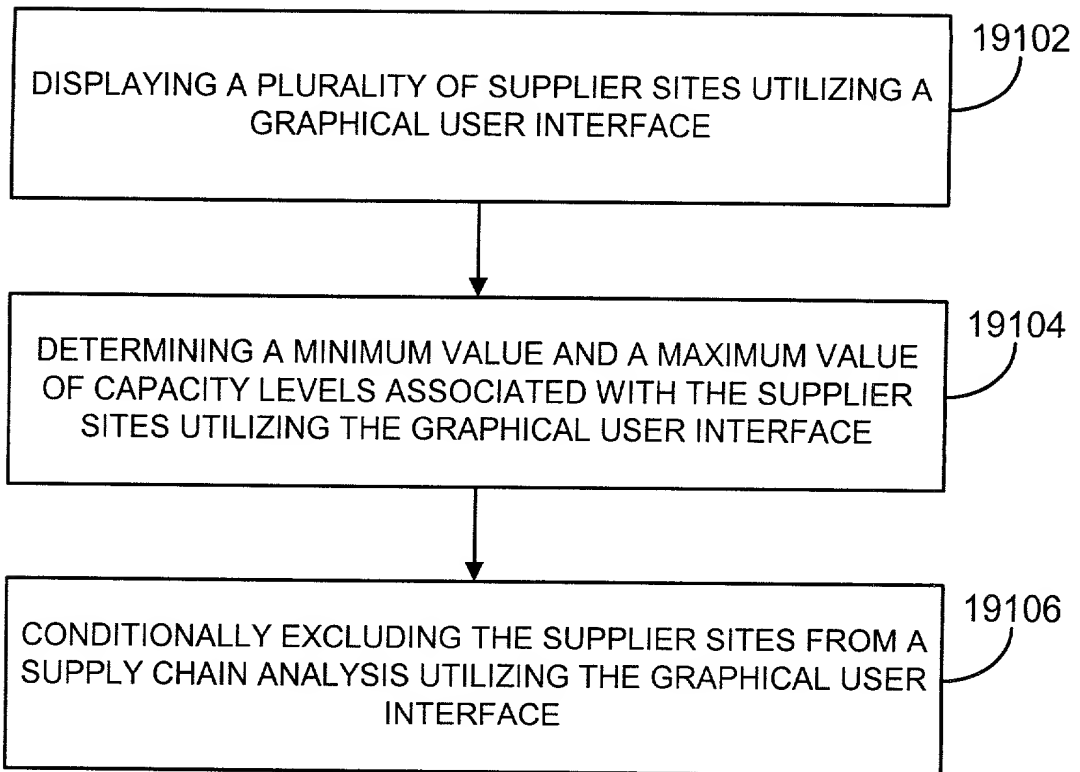 19102
DISPLAYING A PLURALITY OF SUPPLIER SITES UTILIZING A
GRAPHICAL USER INTERFACE
19104
DETERMINING A MINIMUM VALUE AND A MAXIMUM VALUE
OF CAPACITY LEVELS ASSOCIATED WITH THE SUPPLIER
SITES UTILIZING THE GRAPHICAL USER INTERFACE
19106
CONDITIONALLY EXCLUDING THE SUPPLIER SITES FROM A
SUPPLY CHAIN ANALYSIS UTILIZING THE GRAPHICAL USER
INTERFACE